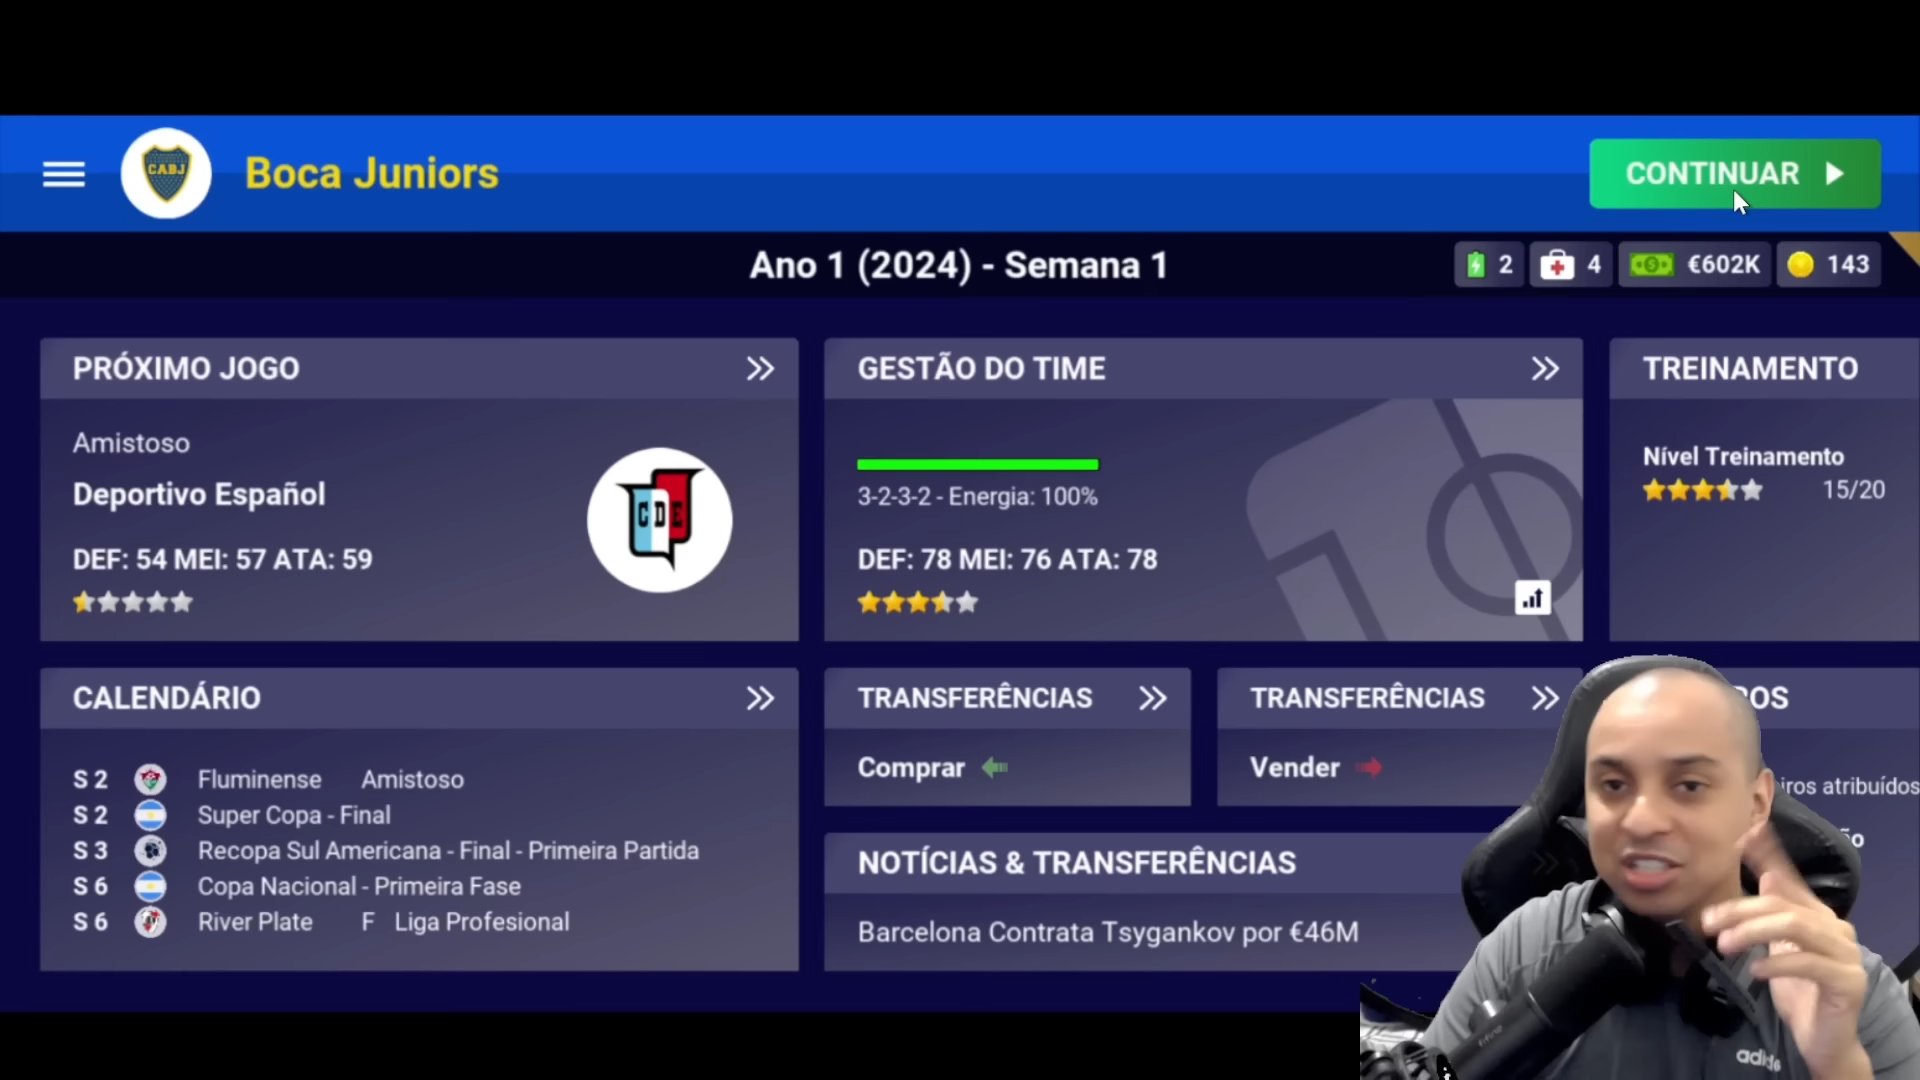 CABJ
Boca Juniors
CONTINUAR
Ano 1 (2024) - Semana 1
2
4
€602K
143
PRÓXIMO JOGO
Amistoso
Deportivo Español
DEF: 54 MEI: 57 ATA: 59
CDE
GESTÃO DO TIME
3-2-3-2 - Energia: 100%
DEF: 78 MEI: 76 ATA: 78
TREINAMENTO
Nível Treinamento
15/20
CALENDÁRIO
S 2 Fluminense Amistoso
S 2 Super Copa - Final
S 3 Recopa Sul Americana - Final - Primeira Partida
S 6 Copa Nacional - Primeira Fase
S 6 River Plate F Liga Profesional
TRANSFERÊNCIAS
Comprar
TRANSFERÊNCIAS
Vender
NOTÍCIAS & TRANSFERÊNCIAS
Barcelona Contrata Tsygankov por €46M
atribuídos
adidas